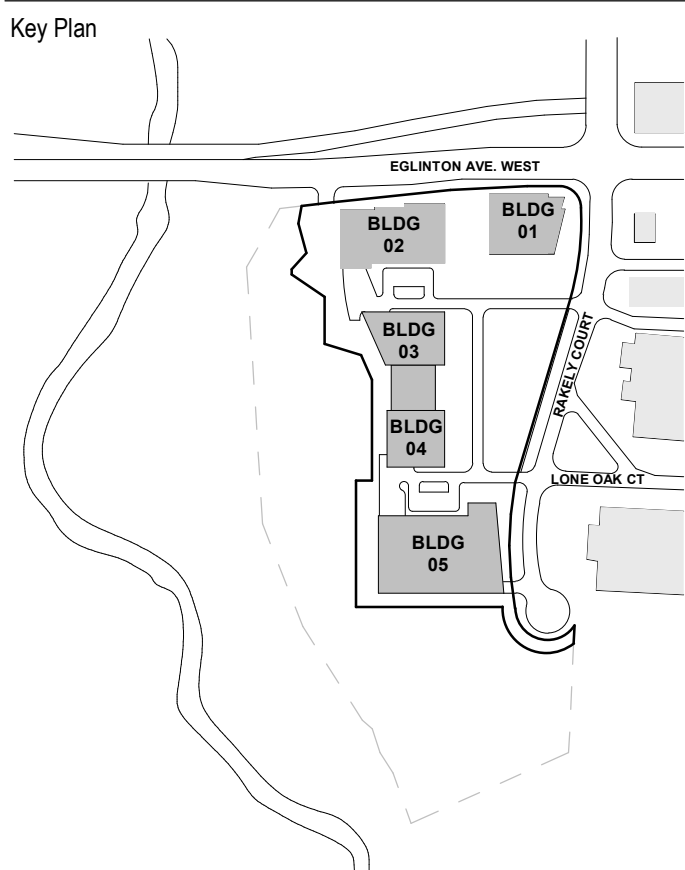 Key Plan
EGLINTON AVE. WEST
BLDG
01
BLDG
02
BLDG
03
RAKELY COURT
BLDG
04
LONE OAK CT
BLDG
05